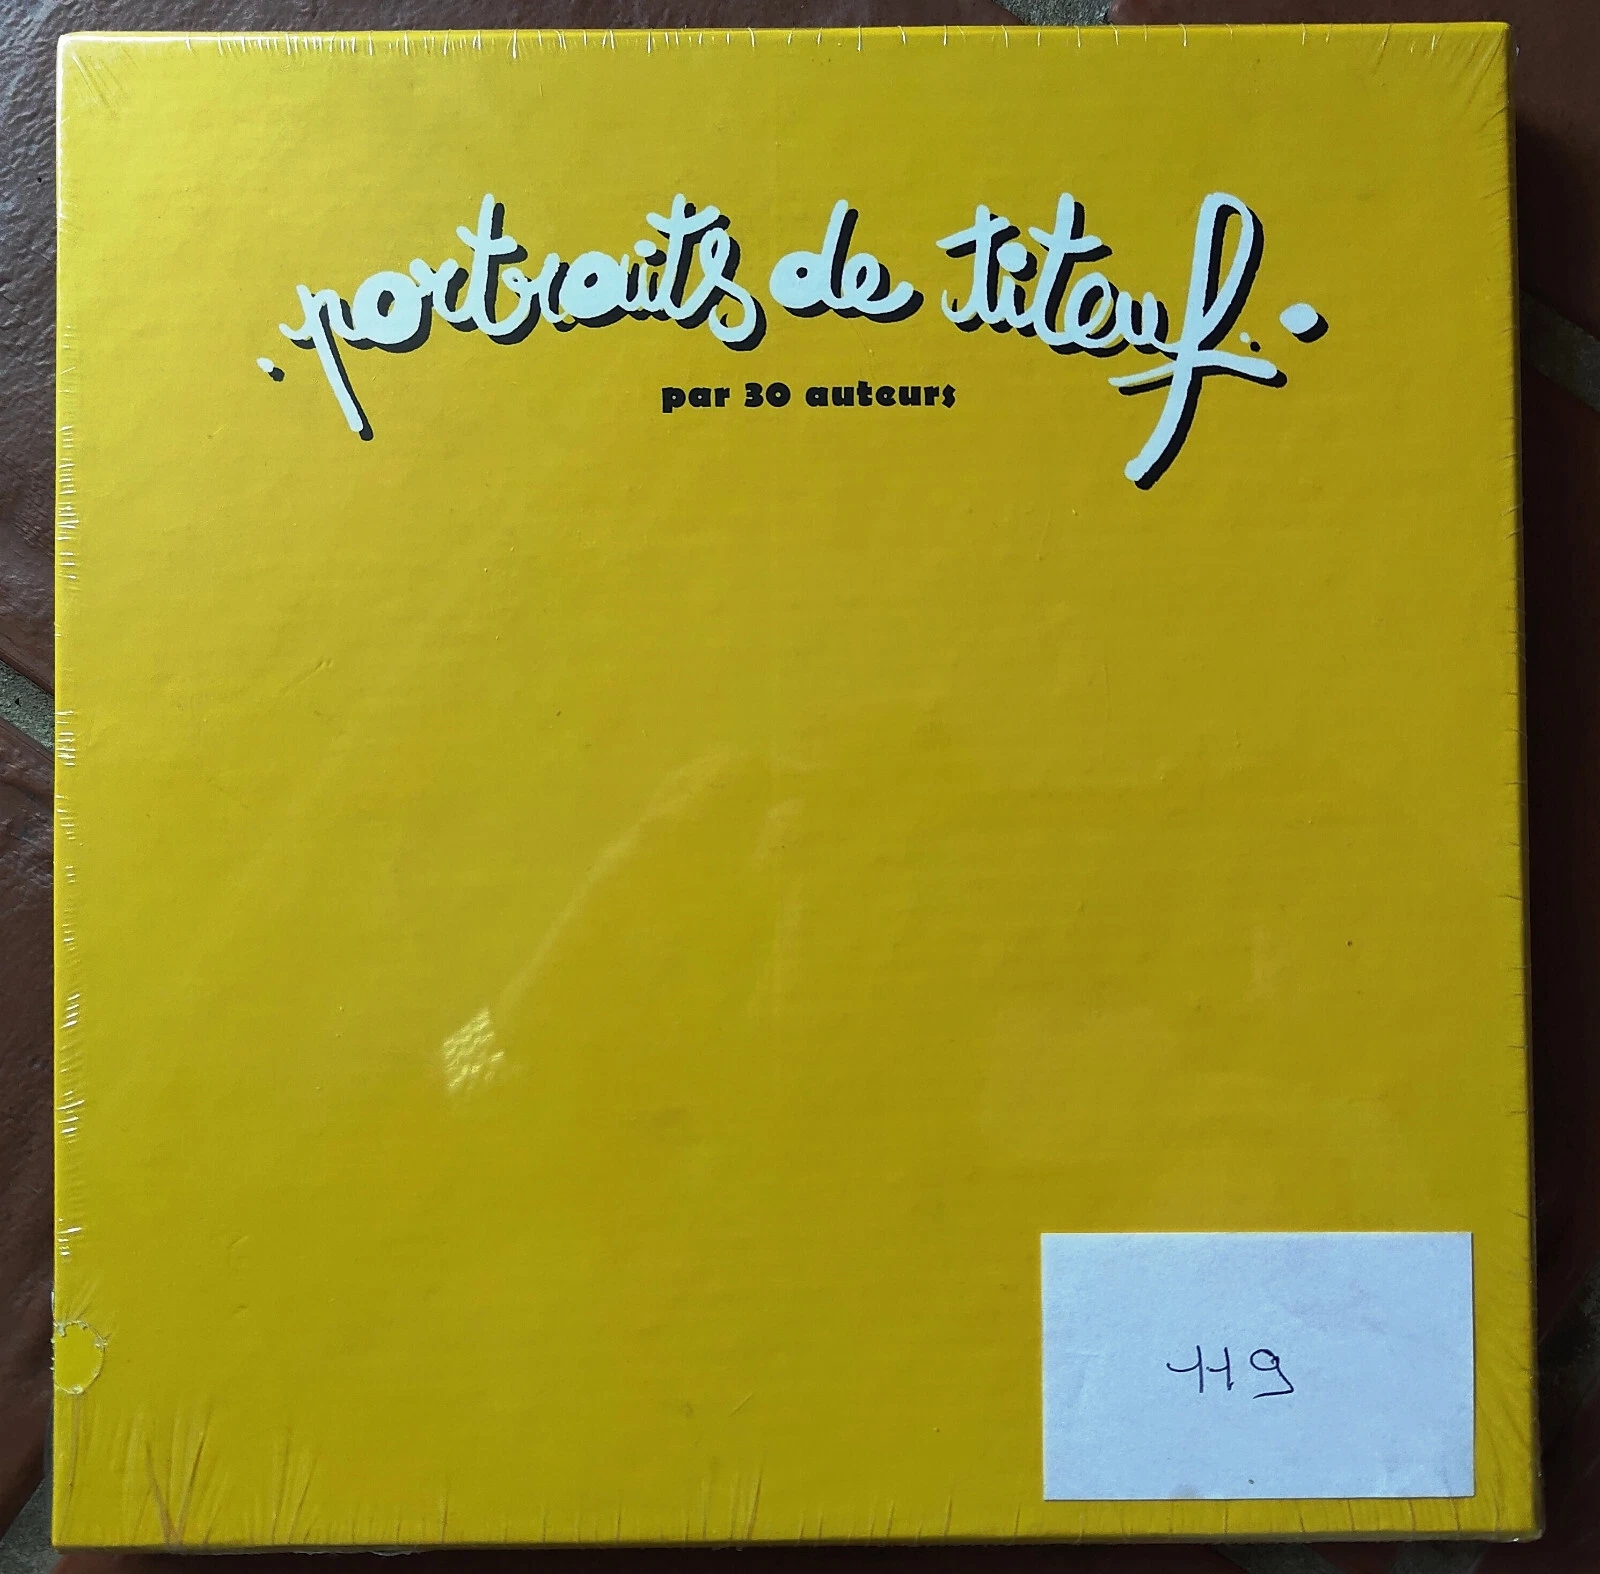 portraits de titeuf.
par 30 auteurs
119